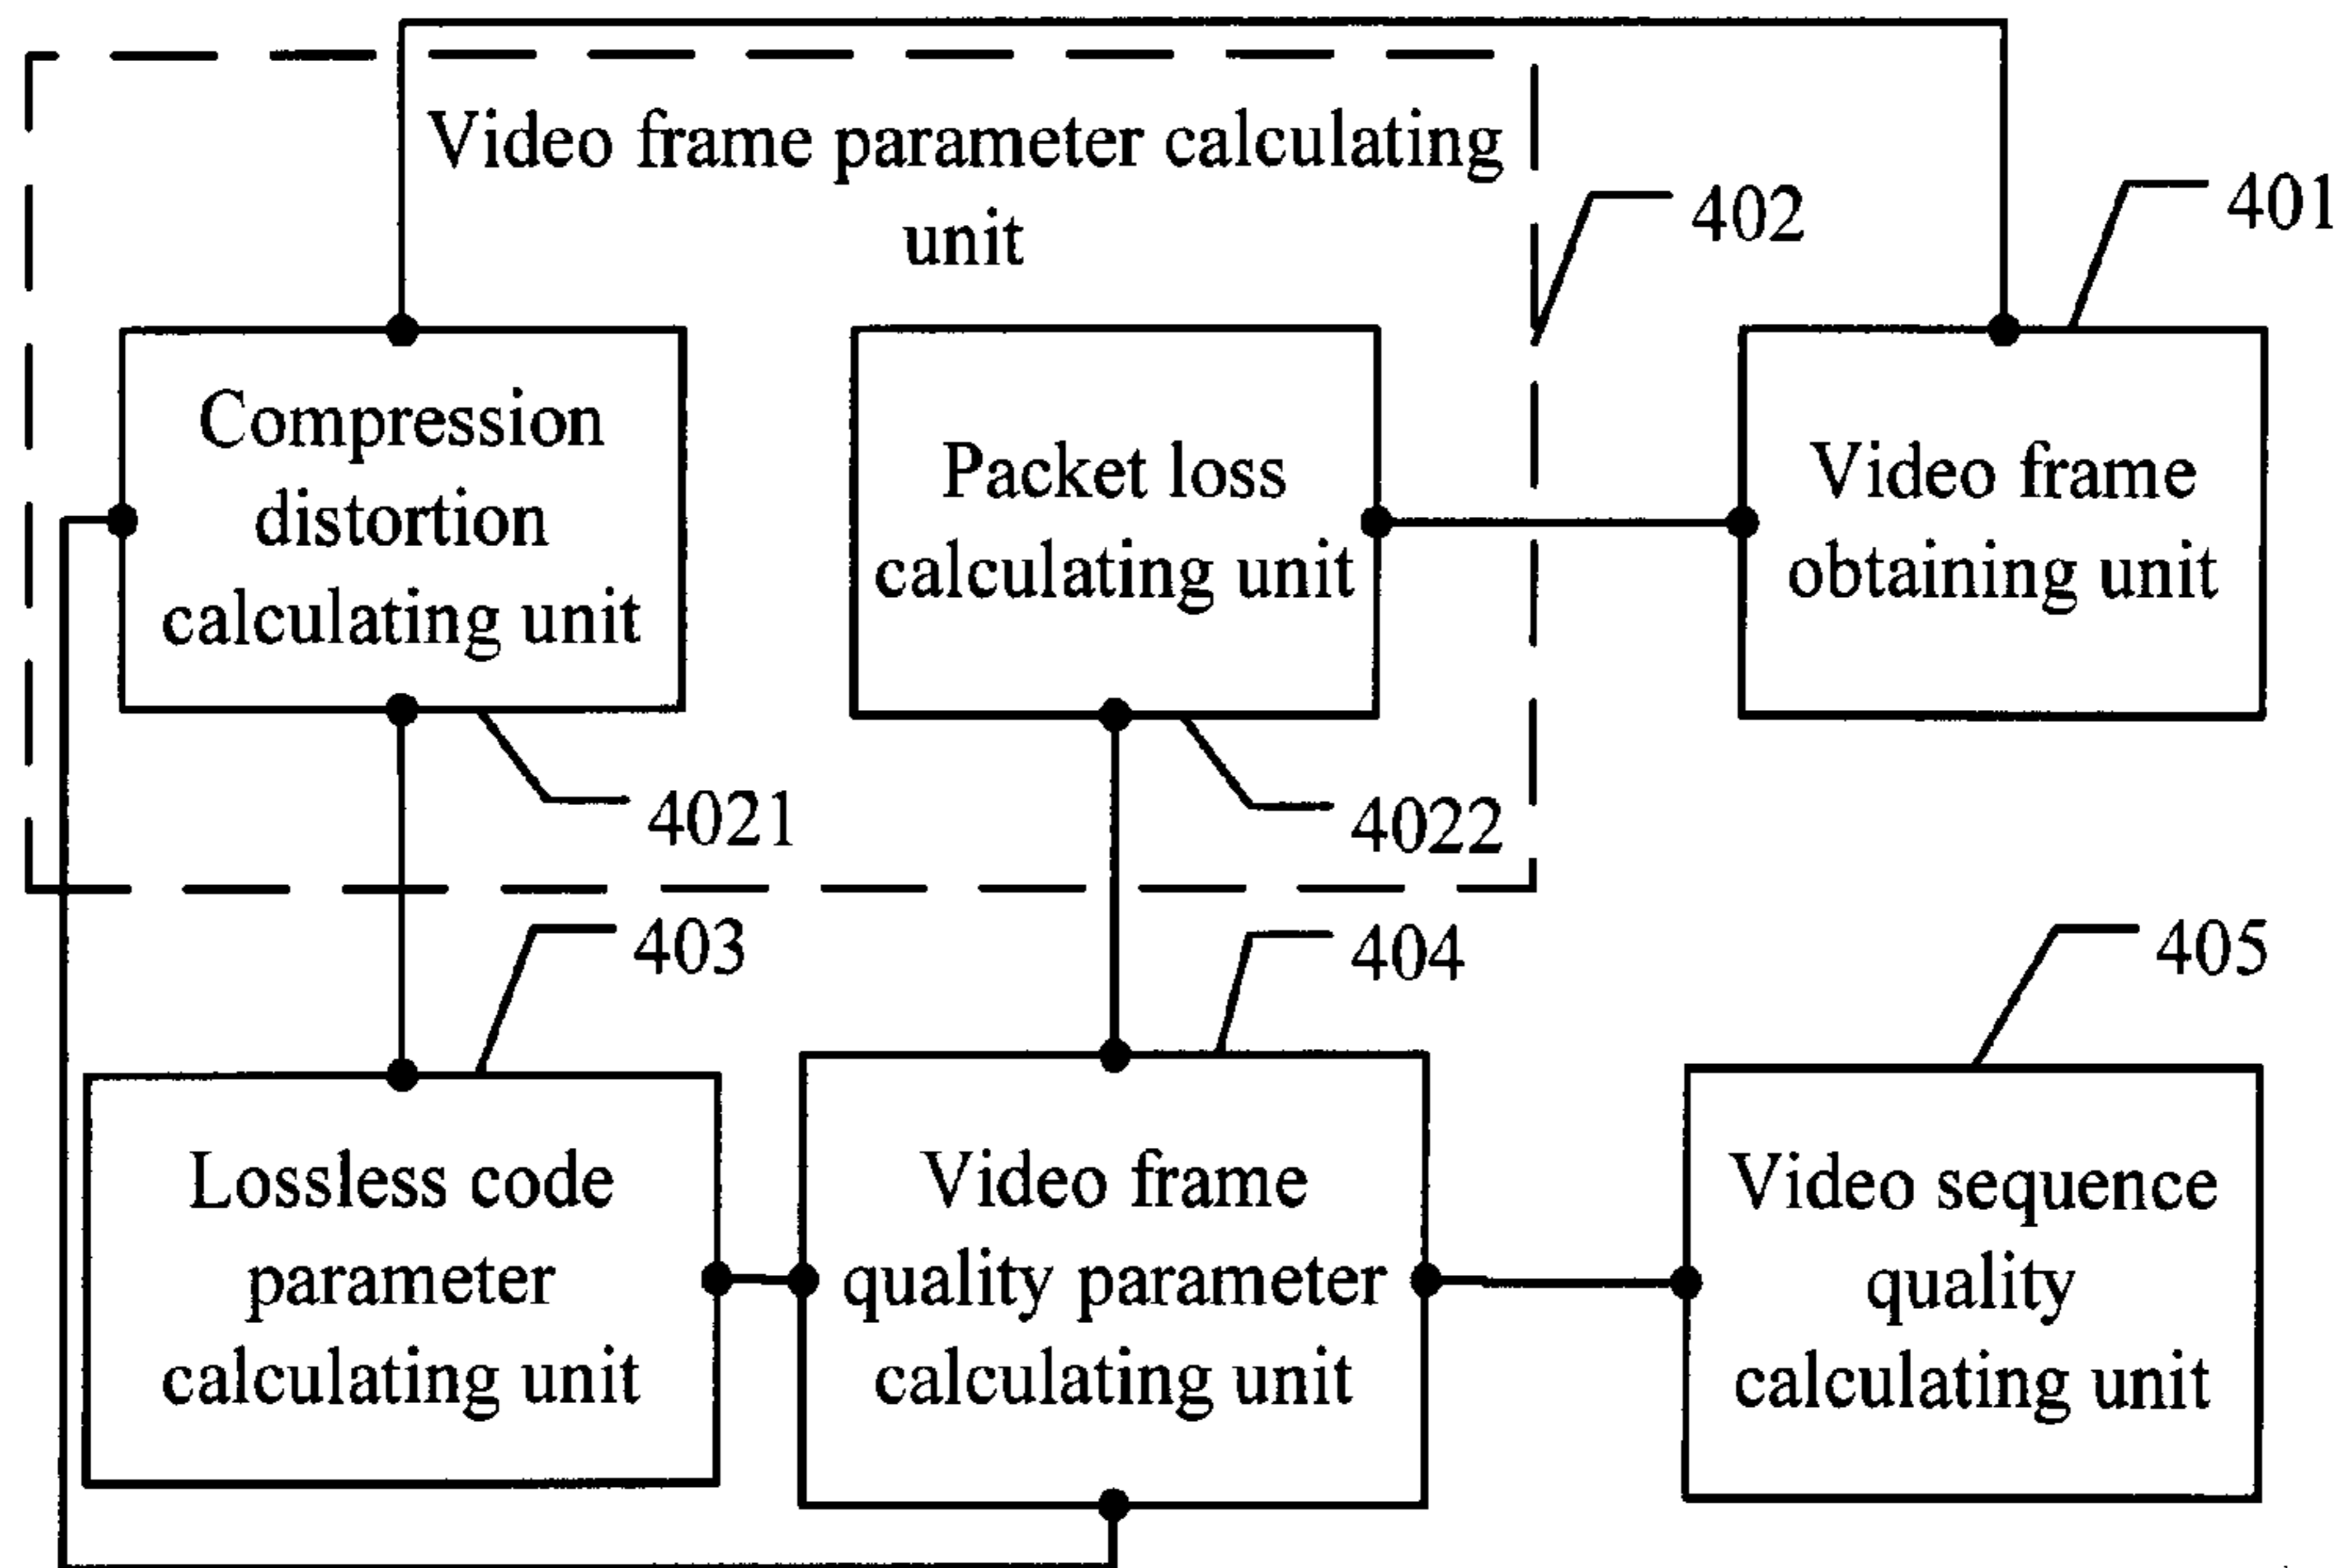 Video frame parameter calculating
unit
402
401
Compression
distortion
calculating unit
Packet loss
calculating unit
Video frame
obtaining unit
4021
4022
403
404
405
Lossless code
parameter
calculating unit
Video frame
quality parameter
calculating unit
Video sequence
quality
calculating unit